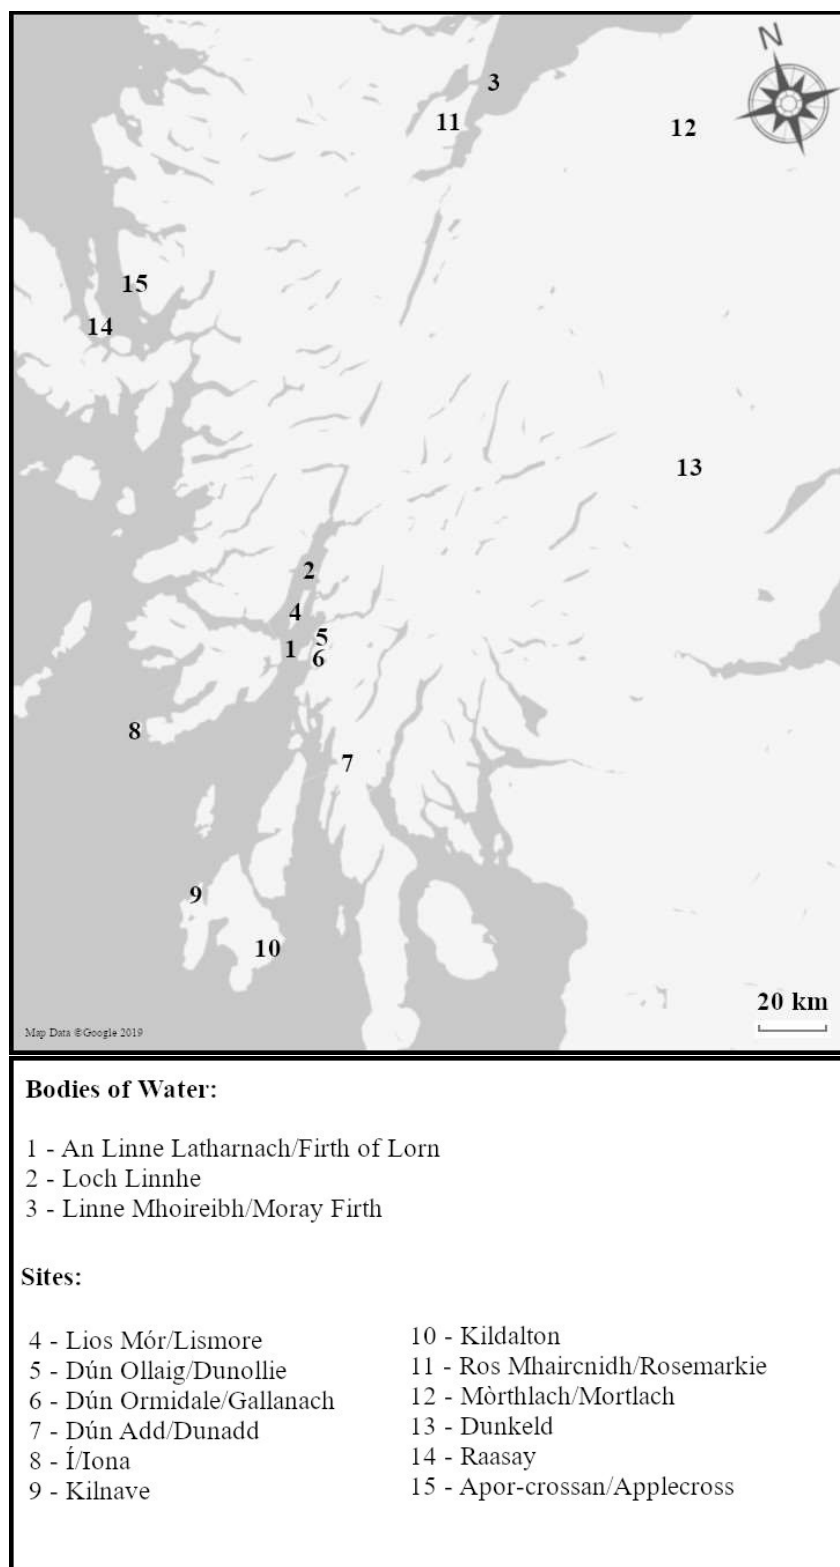 N
3
11
12
15
14
13
2
4
5
1
6
8
7
9
10
20 km
Map Data ©Google 2019
Bodies of Water:
1 - An Linne Latharnach/Firth of Lorn
2 - Loch Linnhe
3 - Linne Mhoireibh/Moray Firth
Sites:
4 - Lios Mór/Lismore
5 - Dún Ollaig/Dunollie
6 - Dún Ormidale/Gallanach
7 - Dún Add/Dunadd
8 - Í/Iona
9 - Kilnave
10 - Kildalton
11 - Ros Mhaircnidh/Rosemarkie
12 - Mòrthlach/Mortlach
13 - Dunkeld
14 - Raasay
15 - Apor-crossan/Applecross